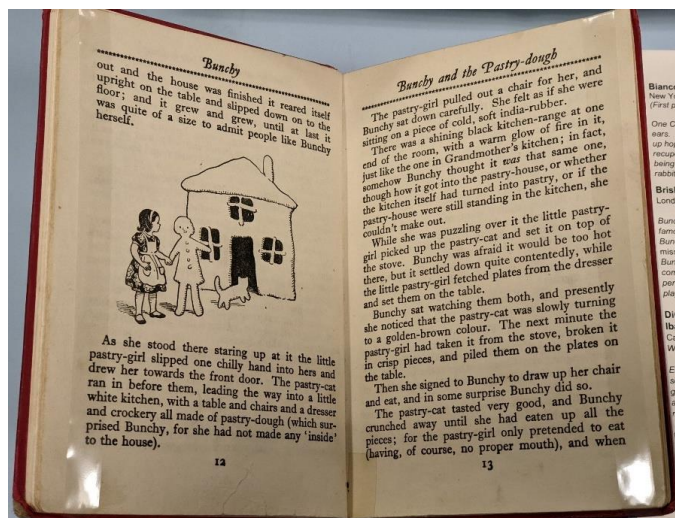 Bunchy
out and the house was finished it reared itself
upright on the table and slipped down on to the
floor; and it grew and grew, until at last it
was quite of a size to admit people like Bunchy
herself.
As she stood there staring up at it the little
pastry-girl slipped one chilly hand into hers and
drew her towards the front door. The pastry-cat
ran in before them, leading the way into a little
white kitchen, with a table and chairs and a dresser
and crockery all made of pastry-dough (which sur-
prised Bunchy, for she had not made any 'inside'
to the house).
12
Bunchy and the Pastry-dough
The pastry-girl pulled out a chair for her, and
Bunchy sat down carefully. She felt as if she were
sitting on a piece of cold, soft india-rubber.
There was a shining black kitchen-range at one
end of the room, with a warm glow of fire in it,
just like the one in Grandmother's kitchen; in fact,
somehow Bunchy thought it was that same one,
though how it got into the pastry-house, or whether
the kitchen itself had turned into pastry, or if the
pastry-house were still standing in the kitchen, she
couldn't make out.
While she was puzzling over it the little pastry-
girl picked up the pastry-cat and set it on top of
the stove. Bunchy was afraid it would be too hot
there, but it settled down quite contentedly, while
the little pastry-girl fetched plates from the dresser
and set them on the table.
Bunchy sat watching them both, and presently
she noticed that the pastry-cat was slowly turning
to a golden-brown colour. The next minute the
pastry-girl had taken it from the stove, broken it
in crisp pieces, and piled them on the plates on
the table.
Then she signed to Bunchy to draw up her chair
and eat, and in some surprise Bunchy did so.
The pastry-cat tasted very good, and Bunchy
crunched away until she had eaten up all the
pieces; for the pastry-girl only pretended to eat
(having, of course, no proper mouth), and when
13
Bianco
New Yo
(First p
One C
ears.
up hop
recup
being
rabbit
Bris
Lond